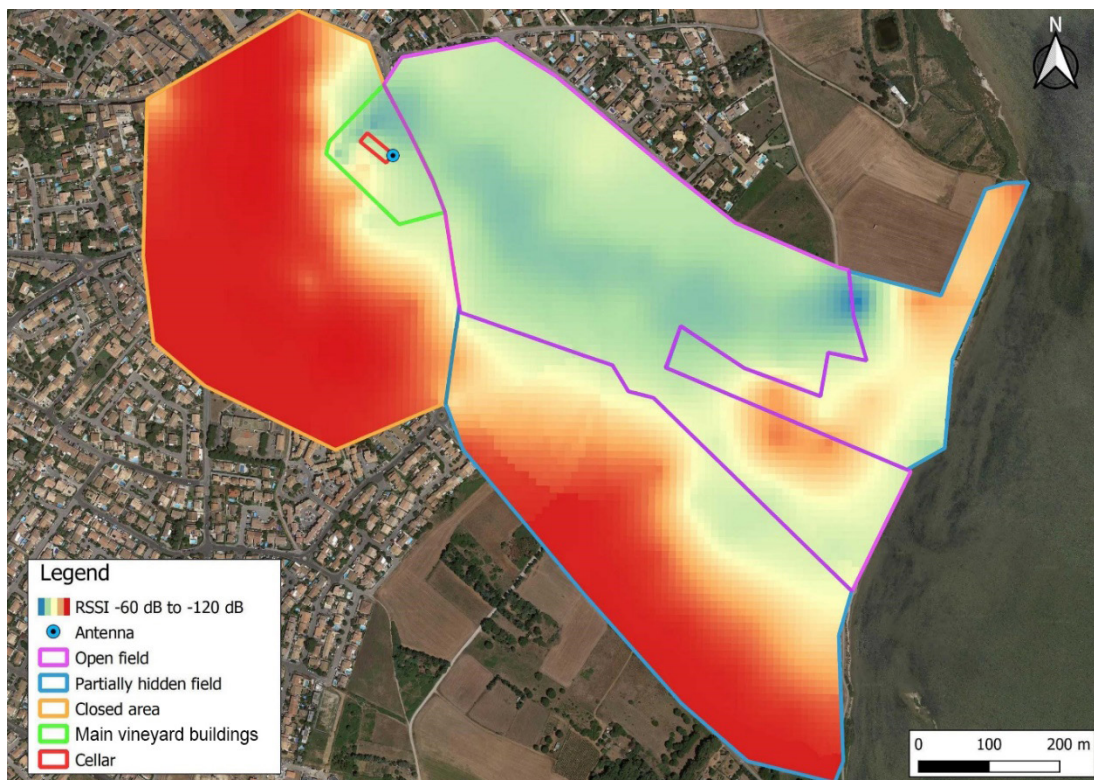 N
Legend
RSSI -60 dB to -120 dB
Antenna
Open field
Partially hidden field
Closed area
Main vineyard buildings
Cellar
0 100 200 m